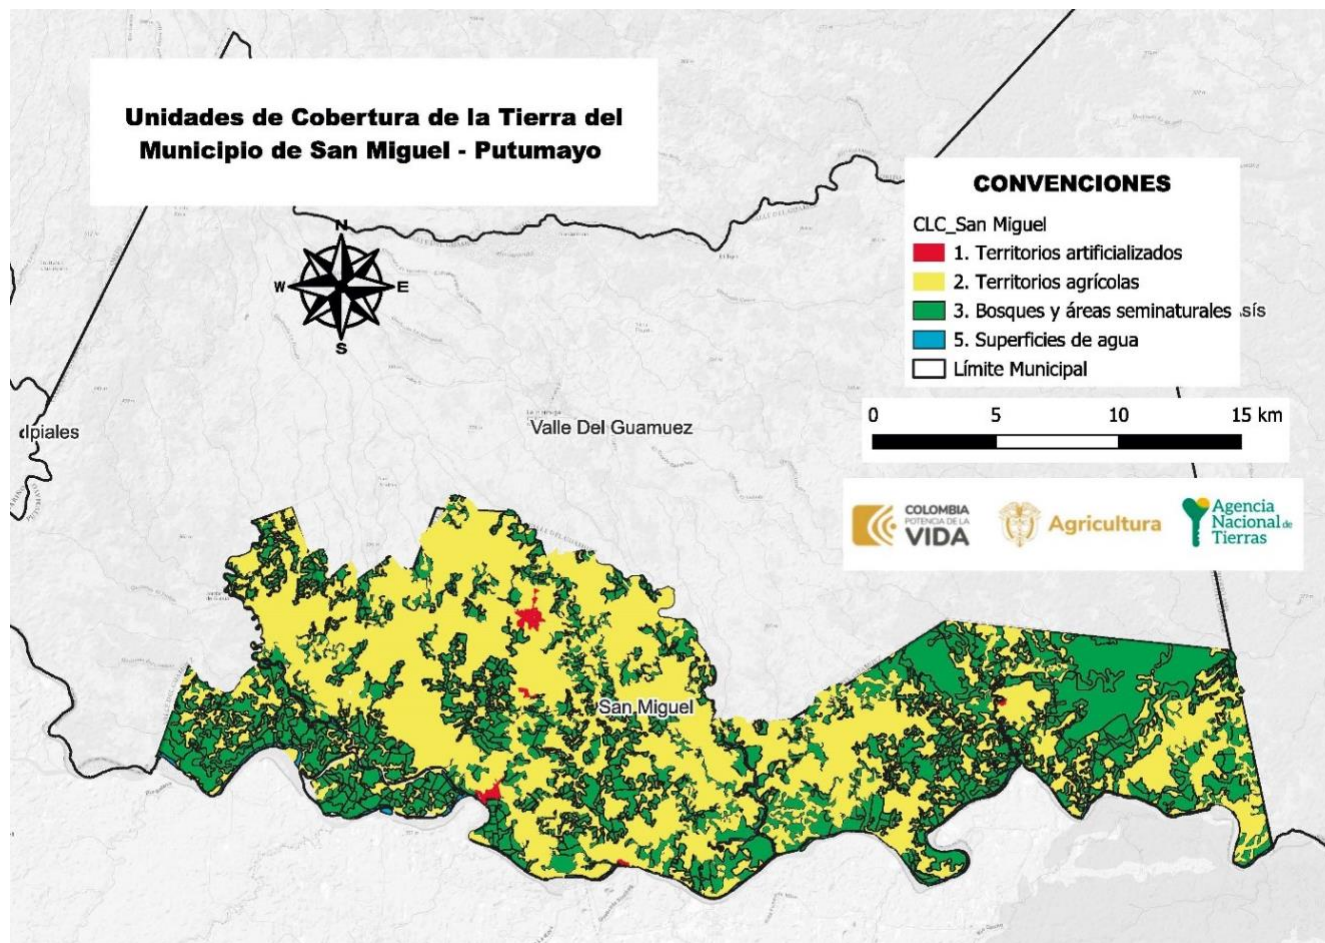 Unidades de Cobertura de la Tierra del
Municipio de San Miguel - Putumayo
N
W
E
S
CONVENCIONES
CLC_San Miguel
1. Territorios artificializados
2. Territorios agrícolas
3. Bosques y áreas seminaturales
sís
5. Superficies de agua
Límite Municipal
0 5 10 15 km
Ipiales
Valle Del Guamuez
COLOMBIA
POTENCIA DE LA
VIDA
Agricultura
Agencia
Nacional de
Tierras
San Miguel